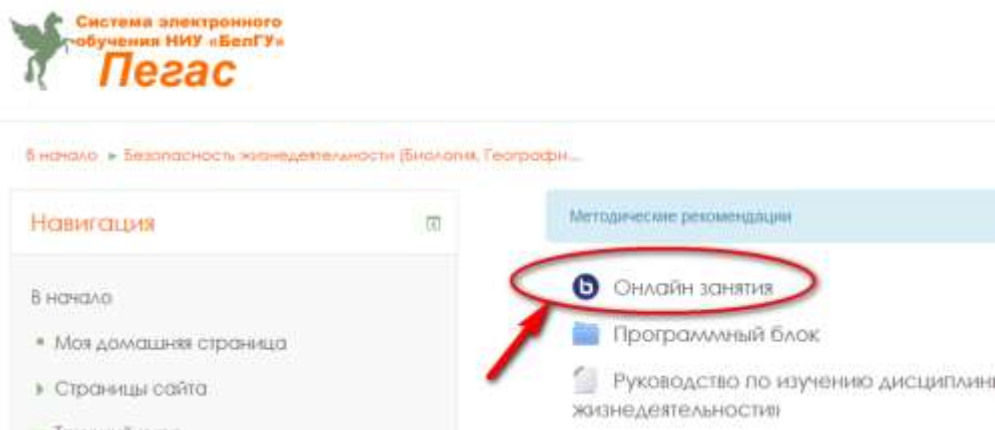 Система электронного
обучения НИУ «БелГУ»
Пегас
В начало ► Безопасность жизнедеятельности (Биология, Географи...
Навигация
В начало
Моя домашняя страница
Страницы сайта
Методические рекомендации
Онлайн занятия
Программный блок
Руководство по изучению дисциплин
жизнедеятельности»